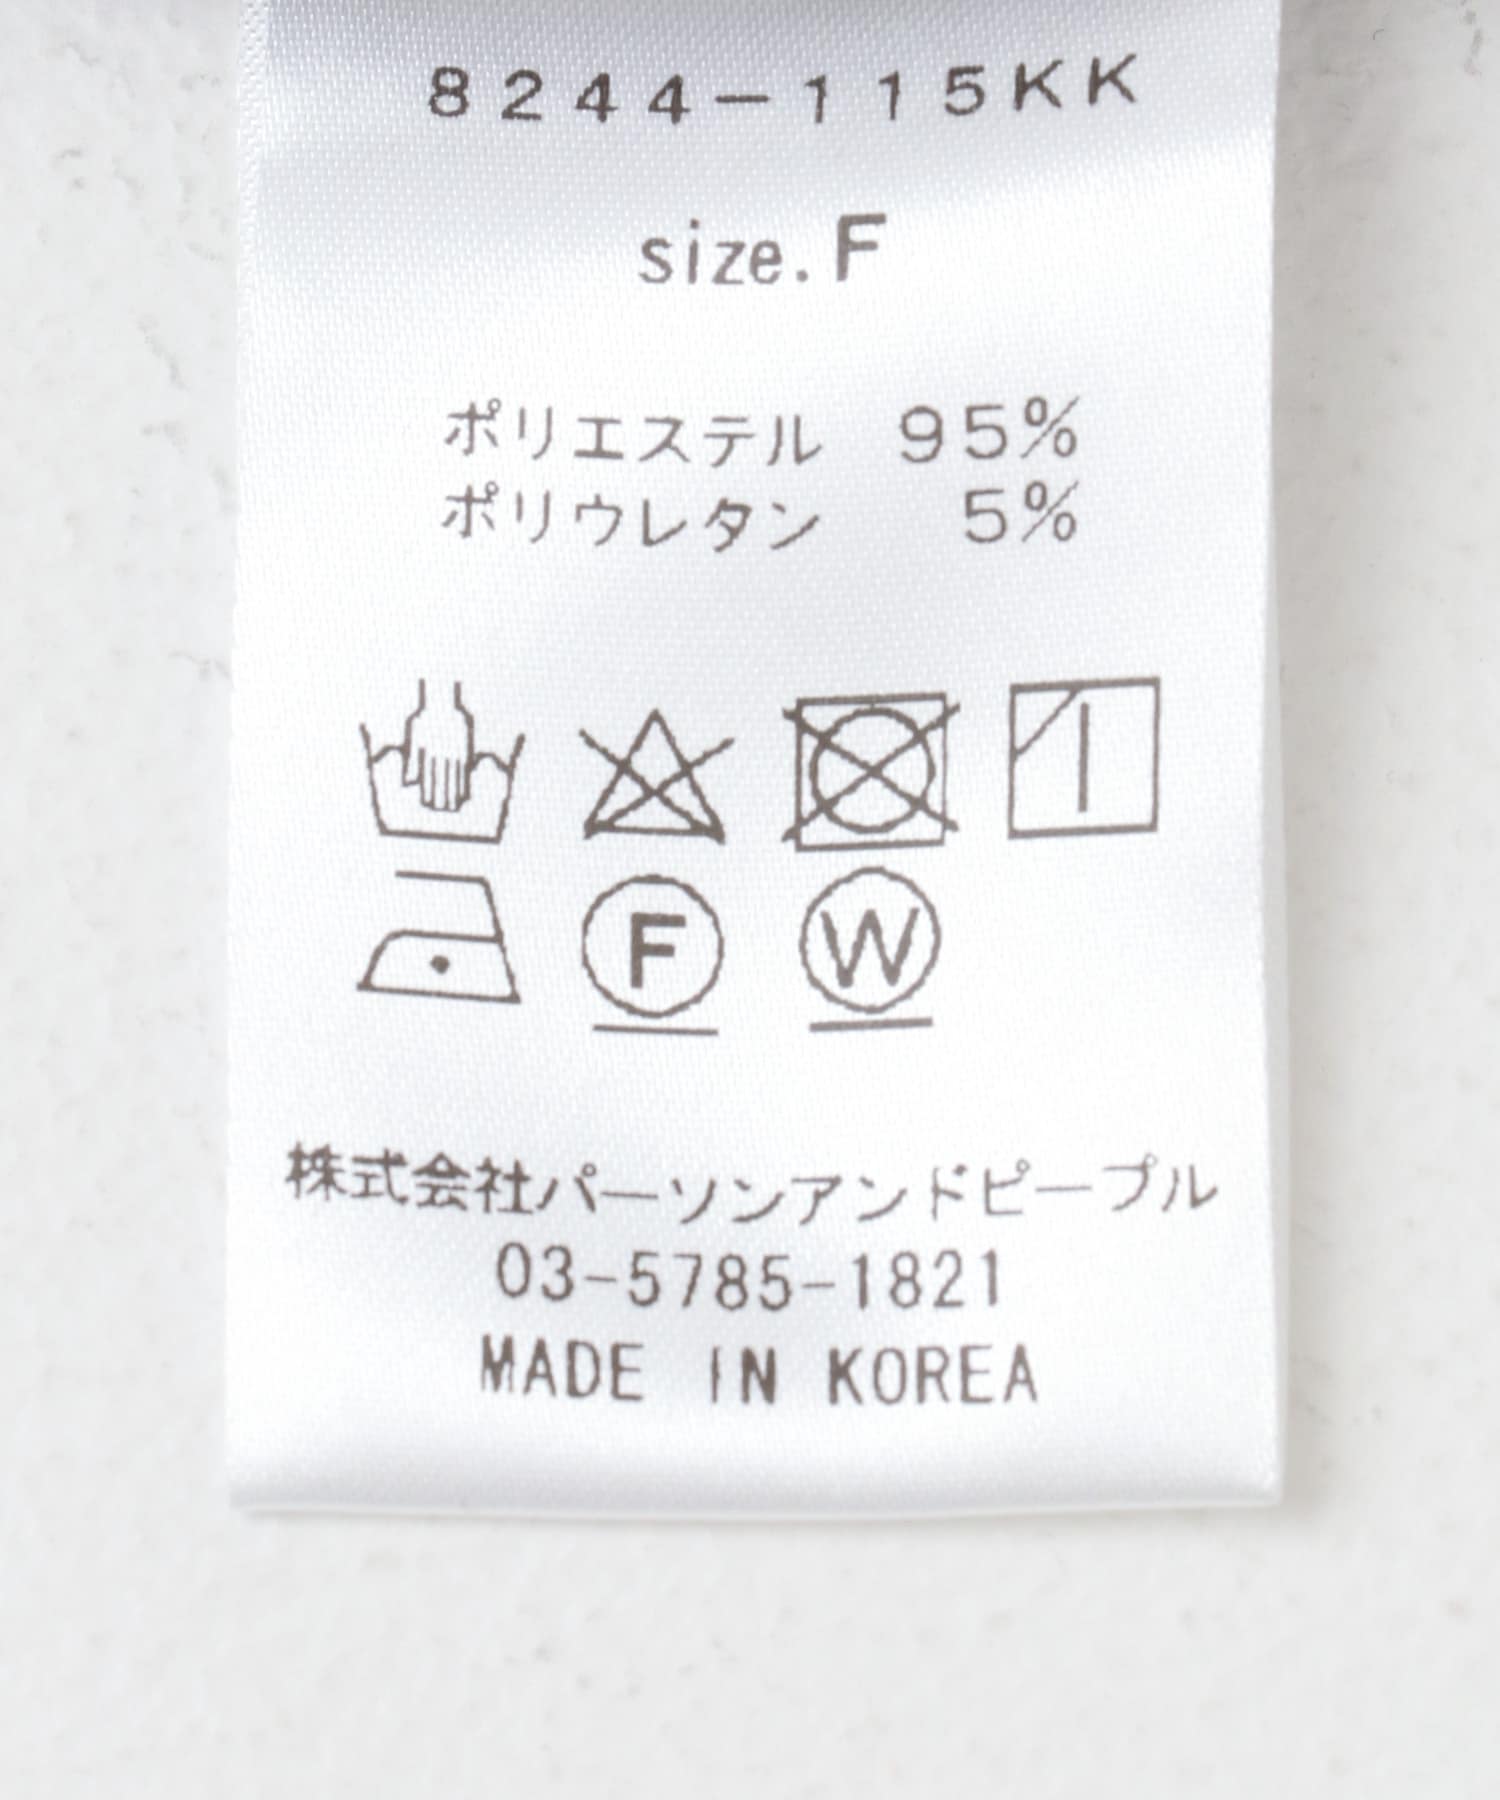 8244-115KK
size.F
ポリエステル 95%
ポリウレタン 5%
F W
株式会社パーソンアンドピープル
03-5785-1821
MADE IN KOREA